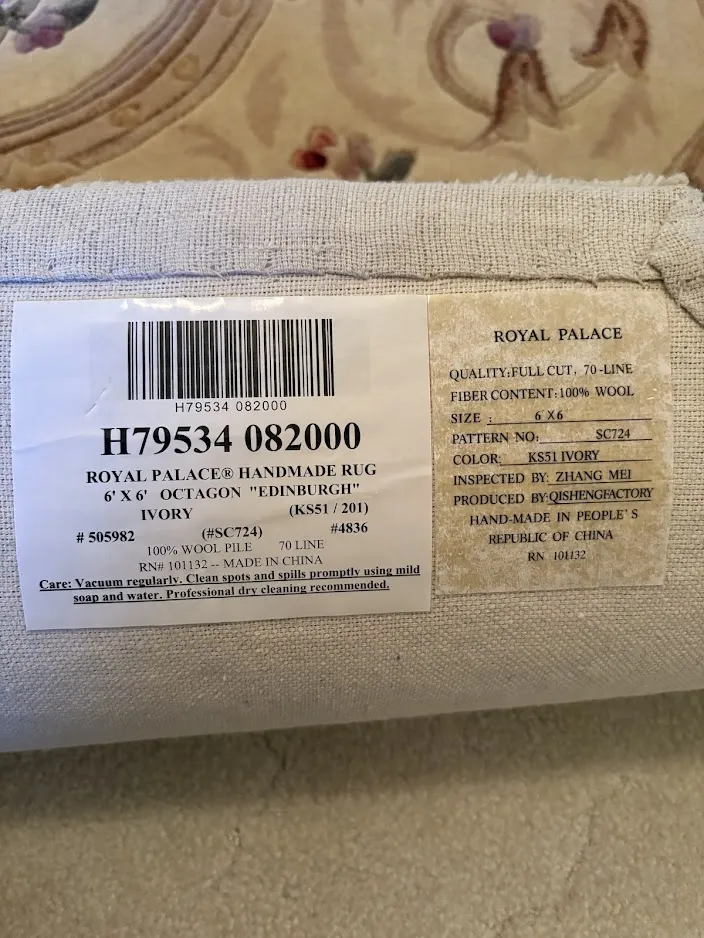 H79534 082000
H79534 082000
ROYAL PALACE® HANDMADE RUG
6' X 6' OCTAGON "EDINBURGH"
IVORY (KS51 / 201)
# 505982 (#SC724) #4836
100% WOOL PILE 70 LINE
RN# 101132 -- MADE IN CHINA
Care: Vacuum regularly. Clean spots and spills promptly using mild
soap and water. Professional dry cleaning recommended.
ROYAL PALACE
QUALITY:FULL CUT, 70-LINE
FIBER CONTENT:100% WOOL
SIZE : 6 X6
PATTERN NO: SC724
COLOR: KS51 IVORY
INSPECTED BY: ZHANG MEI
PRODUCED BY:QISHENGFACTORY
HAND-MADE IN PEOPLE'S
REPUBLIC OF CHINA
RN 101132